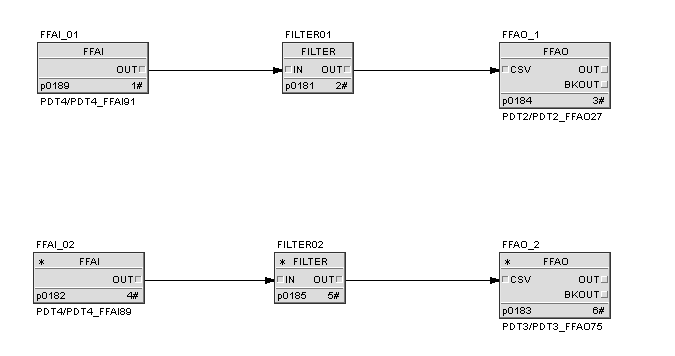 FFAI_01 FILTER01 FFAO_1
FFAI FILTER FFAO
OUT IN OUT CSV OUT
BKOUT
p0189 1# p0181 2#
p0184 3#
PDT4/PDT4_FFAI91
PDT2/PDT2_FFAO27
FFAI_02 FILTER02 FFAO_2
* FFAI * FILTER * FFAO
OUT IN OUT CSV OUT
BKOUT
p0182 4# p0185 5#
p0183 6#
PDT4/PDT4_FFAI89
PDT3/PDT3_FFAO75